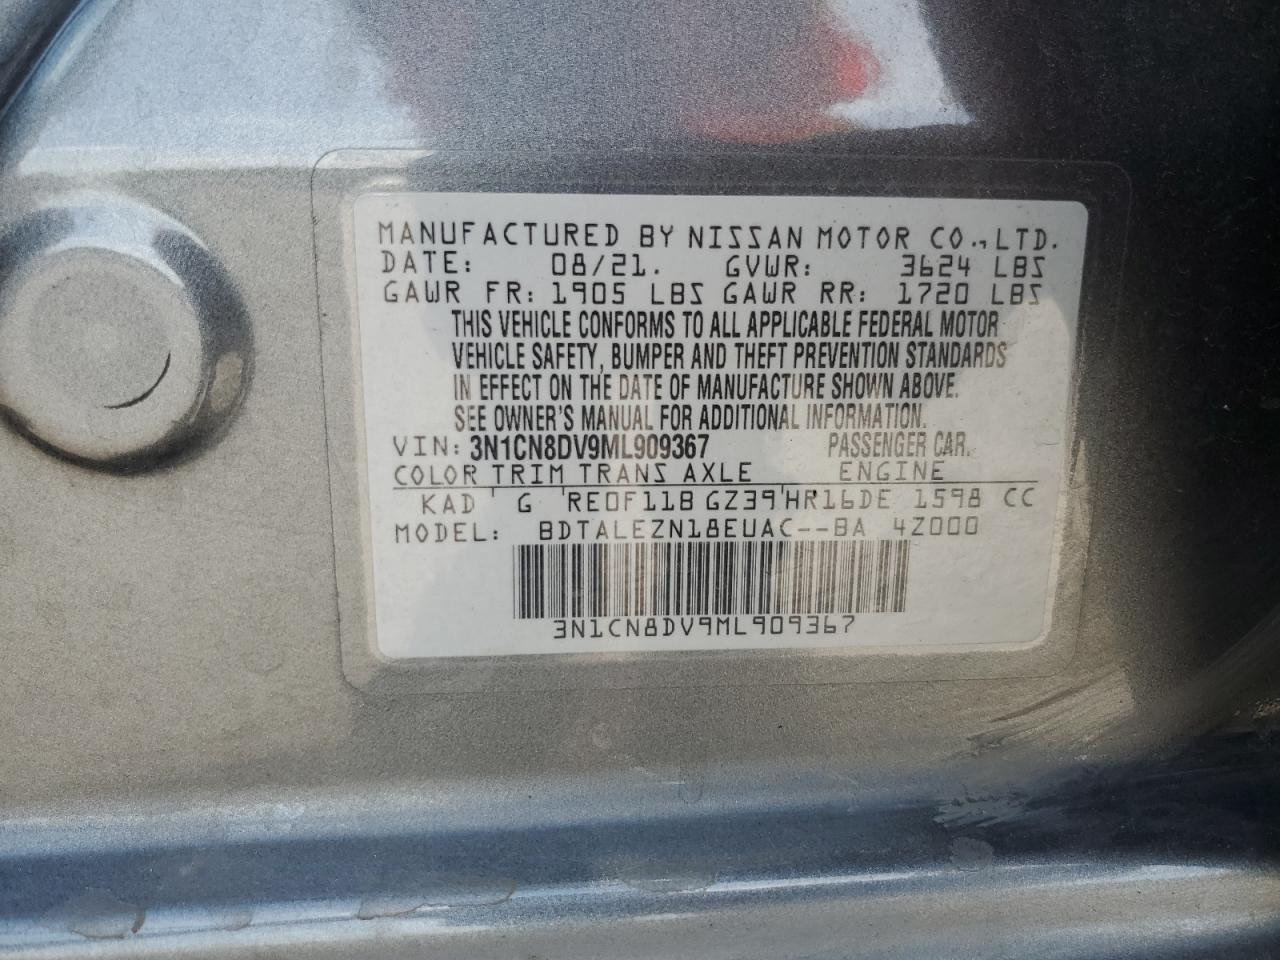 MANUFACTURED BY NISSAN MOTOR CO.,LTD.
DATE: 08/21. GVWR: 3624 LBS
GAWR FR: 1905 LBS GAWR RR: 1720 LBS
THIS VEHICLE CONFORMS TO ALL APPLICABLE FEDERAL MOTOR
VEHICLE SAFETY, BUMPER AND THEFT PREVENTION STANDARDS
IN EFFECT ON THE DATE OF MANUFACTURE SHOWN ABOVE.
SEE OWNER'S MANUAL FOR ADDITIONAL INFORMATION.
VIN: 3N1CN8DV9ML909367 PASSENGER CAR.
COLOR TRIM TRANS AXLE ENGINE
KAD G RE0F11B GZ39 HR16DE 1598 CC
MODEL: BDTALEZN18EUAC--BA 4Z000
3N1CN8DV9ML909367